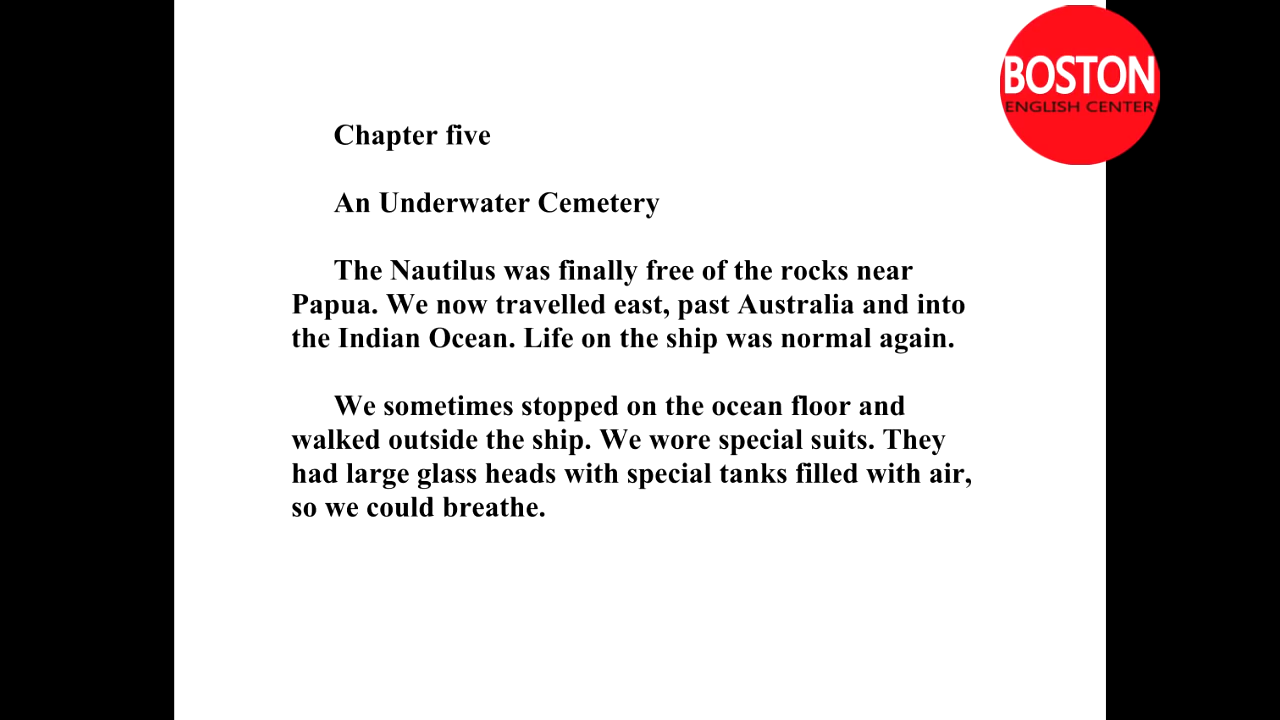 BOSTON
ENGLISH CENTER
Chapter five
An Underwater Cemetery
The Nautilus was finally free of the rocks near
Papua. We now travelled east, past Australia and into
the Indian Ocean. Life on the ship was normal again.
We sometimes stopped on the ocean floor and
walked outside the ship. We wore special suits. They
had large glass heads with special tanks filled with air,
so we could breathe.